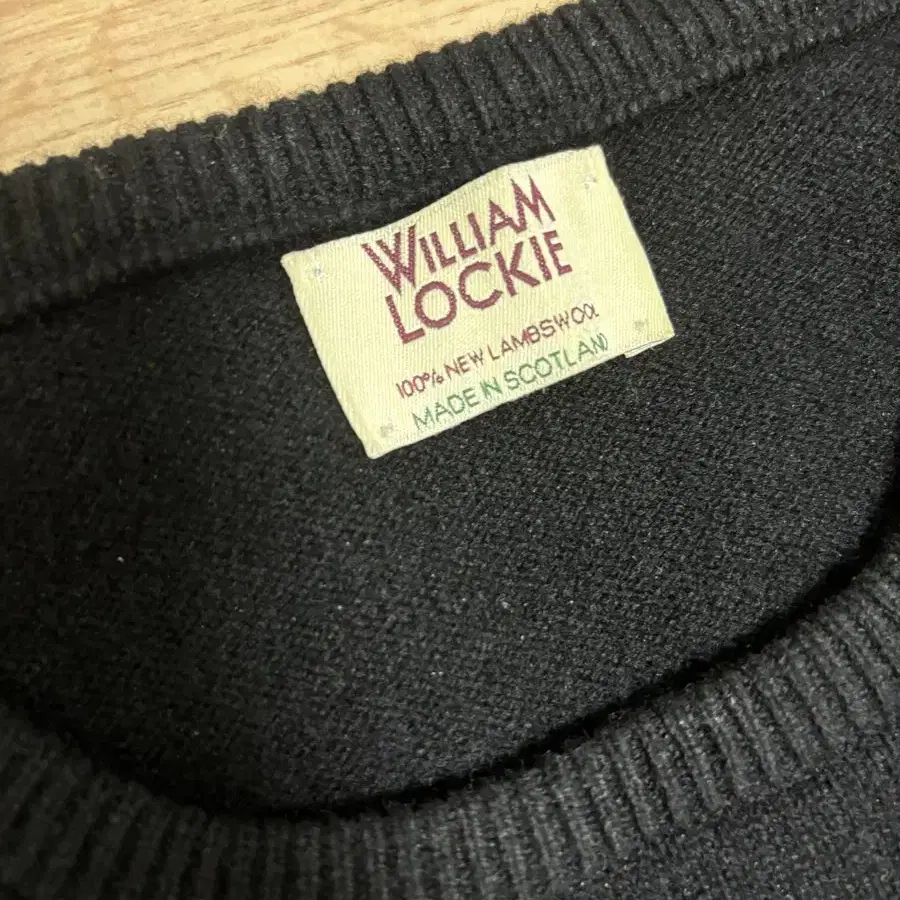 WILLIAM
LOCKIE
100% NEW LAMBSWOOL
MADE IN SCOTLAND